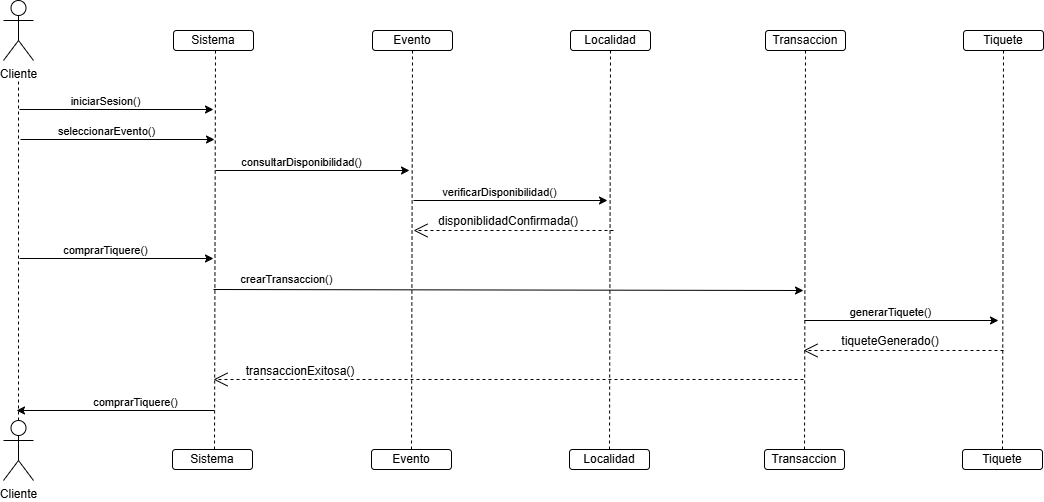 Sistema
Evento
Localidad
Transaccion
Tiquete
Cliente
iniciarSesion()
seleccionarEvento()
consultarDisponibilidad()
verificarDisponibilidad()
disponiblidadConfirmada()
comprarTiquere()
crearTransaccion()
generarTiquete()
tiqueteGenerado()
transaccionExitosa()
comprarTiquere()
Sistema
Evento
Localidad
Transaccion
Tiquete
Cliente